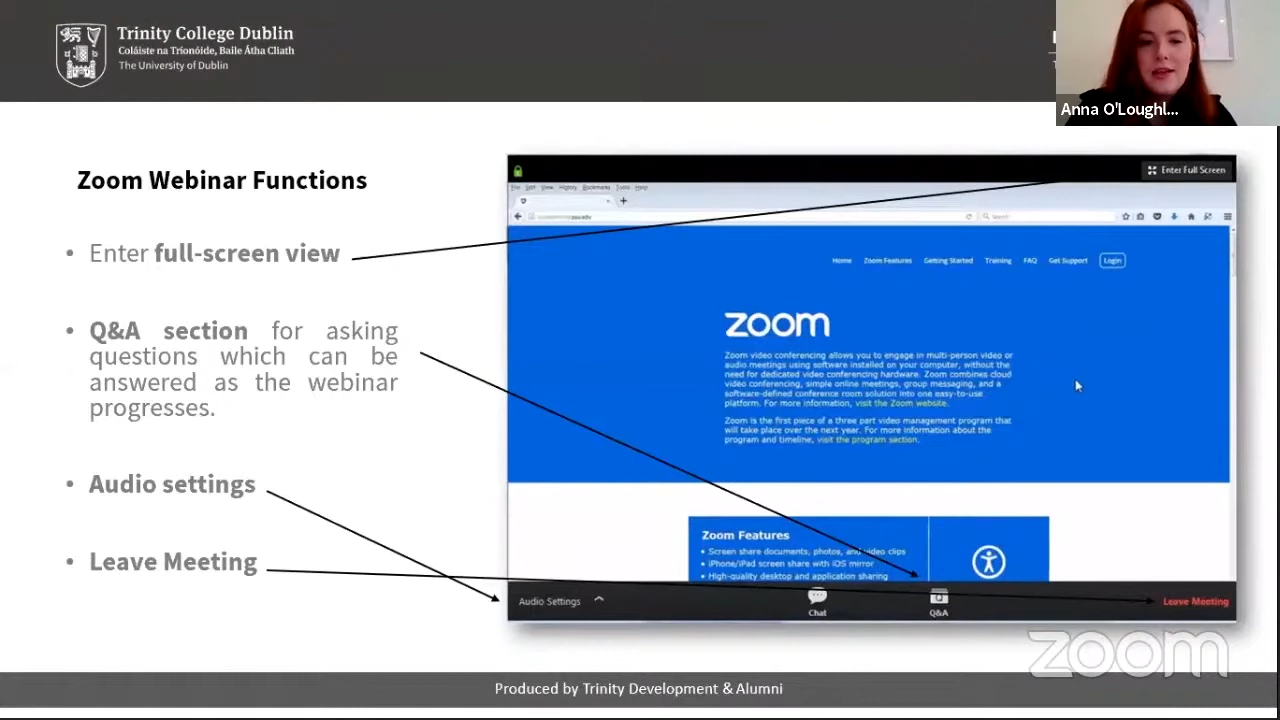 Trinity College Dublin
Coláiste na Tríonóide, Baile Átha Cliath
The University of Dublin
Anna O'Loughl...
Zoom Webinar Functions
• Enter full-screen view
• Q&A section for asking
questions which can be
answered as the webinar
progresses.
• Audio settings
• Leave Meeting
Enter Full Screen
File Edit View History Bookmarks Tools Help
Search
Home Zoom Features Getting Started Training FAQ Get Support Login
zoom
Zoom video conferencing allows you to engage in multi-person video or
audio meetings using software installed on your computer, without the
need for dedicated video conferencing hardware. Zoom combines cloud
video conferencing, simple online meetings, group messaging, and a
software-defined conference room solution into one easy-to-use
platform. For more information, visit the Zoom website.
Zoom is the first piece of a three part video management program that
will take place over the next year. For more information about the
program and timeline, visit the program section.
Zoom Features
• Screen share documents, photos, and video clips
• iPhone/iPad screen share with iOS mirror
• High-quality desktop and application sharing
Audio Settings
Chat
Q&A
Leave Meeting
zoom
Produced by Trinity Development & Alumni